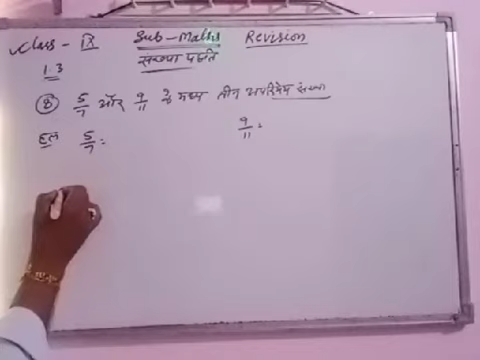 Class - IX Sub - Maths Revision
1.3 संख्या पद्धति
8 5/7 और 9/11 के मध्य तीन अपरिमेय संख्या
हल 5/7 = 9/11 =